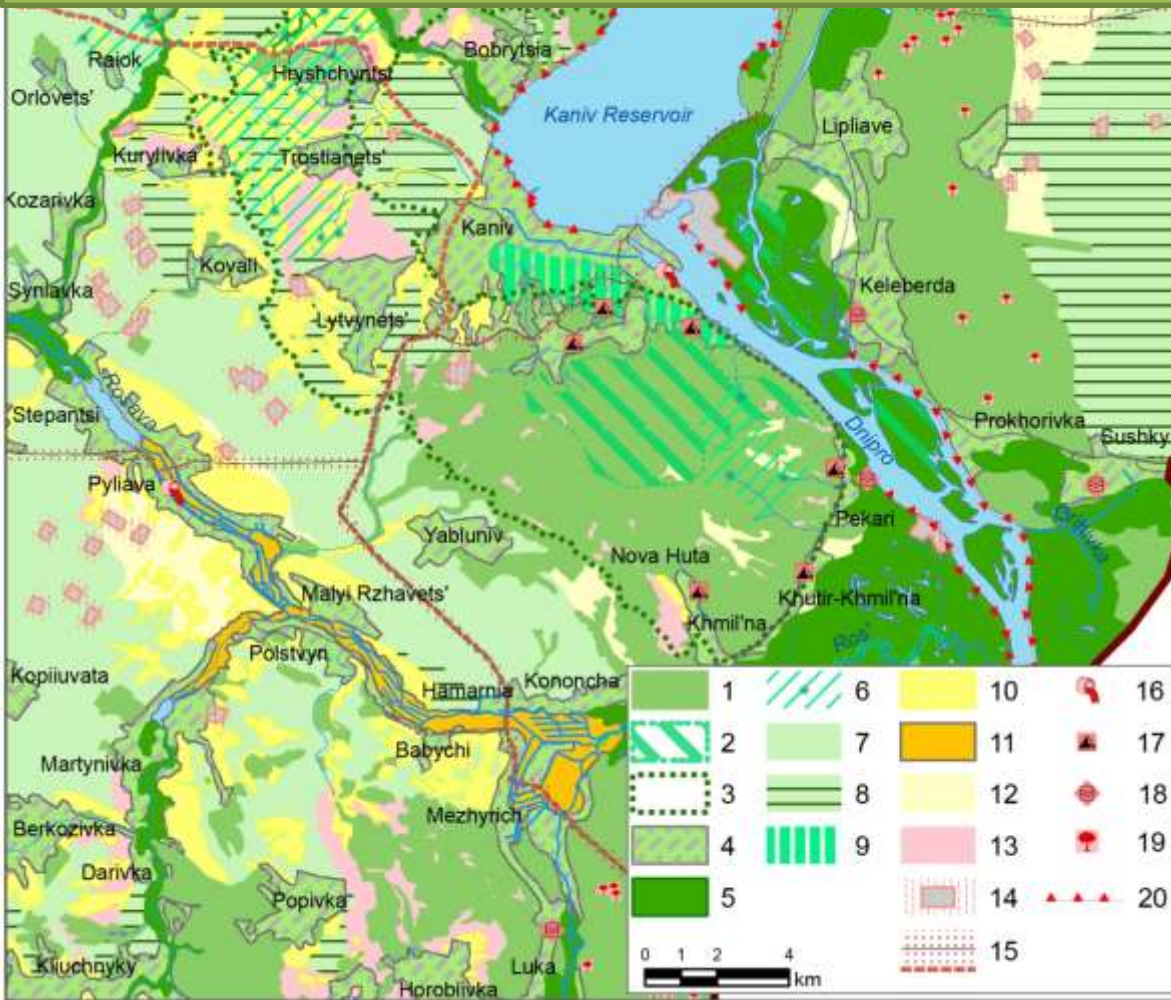 Bobrytsia
Raiok
Hryshchyntsi
Orlovets'
Kaniv Reservoir
Lipliave
Kurylivka
Trostianets'
Kozarivka
Kaniv
Kovali
Keleberda
Syniavka
Lytvynets'
Rosava
Stepantsi
Prokhorivka
Dnipro
Sushky
Pyliava
Pekari
Yabluniv
Nova Huta
Malyi Rzhavets'
Khutir-Khmil'na
Khmil'na
Ros'
Polstvyn
Kopiiuvata
Hamarnia
Kononcha
Babychi
Martynivka
Mezhyrich
Berkozivka
Darivka
Popivka
Kliuchnyky
Luka
Horobiivka
1 6 10 16
2 7 11 17
3 8 12 18
4 9 13 19
5 14 20
15
0 1 2 4
km